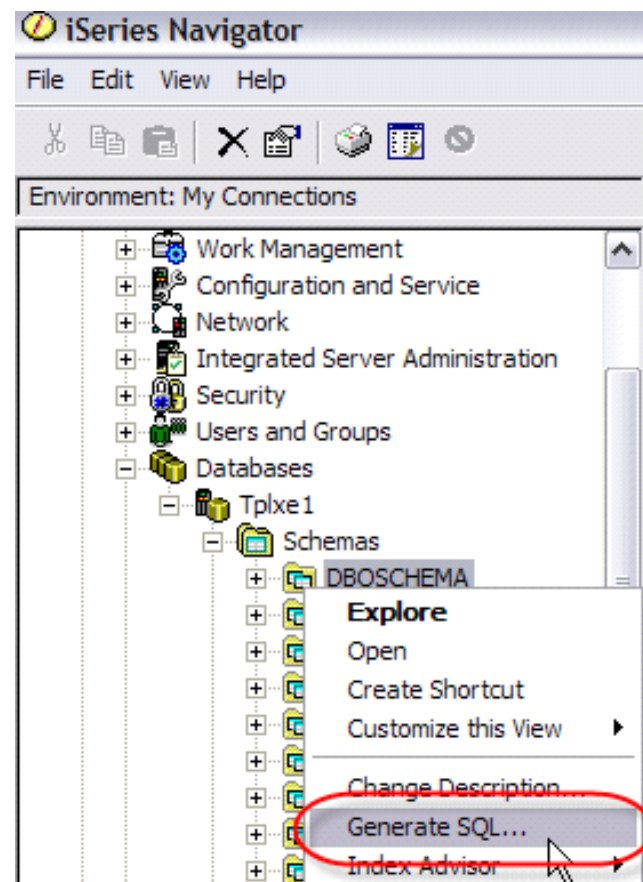 iSeries Navigator
File Edit View Help
Environment: My Connections
Work Management
Configuration and Service
Network
Integrated Server Administration
Security
Users and Groups
Databases
Tplxe1
Schemas
DBOSCHEMA
Explore
Open
Create Shortcut
Customize this View
Change Description...
Generate SQL...
Index Advisor